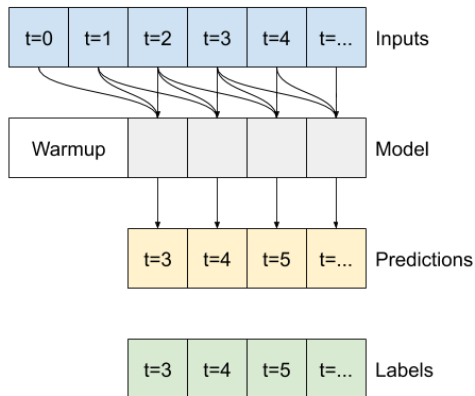 t=0 t=1 t=2 t=3 t=4 t=... Inputs
Warmup Model
t=3 t=4 t=5 t=... Predictions
t=3 t=4 t=5 t=... Labels